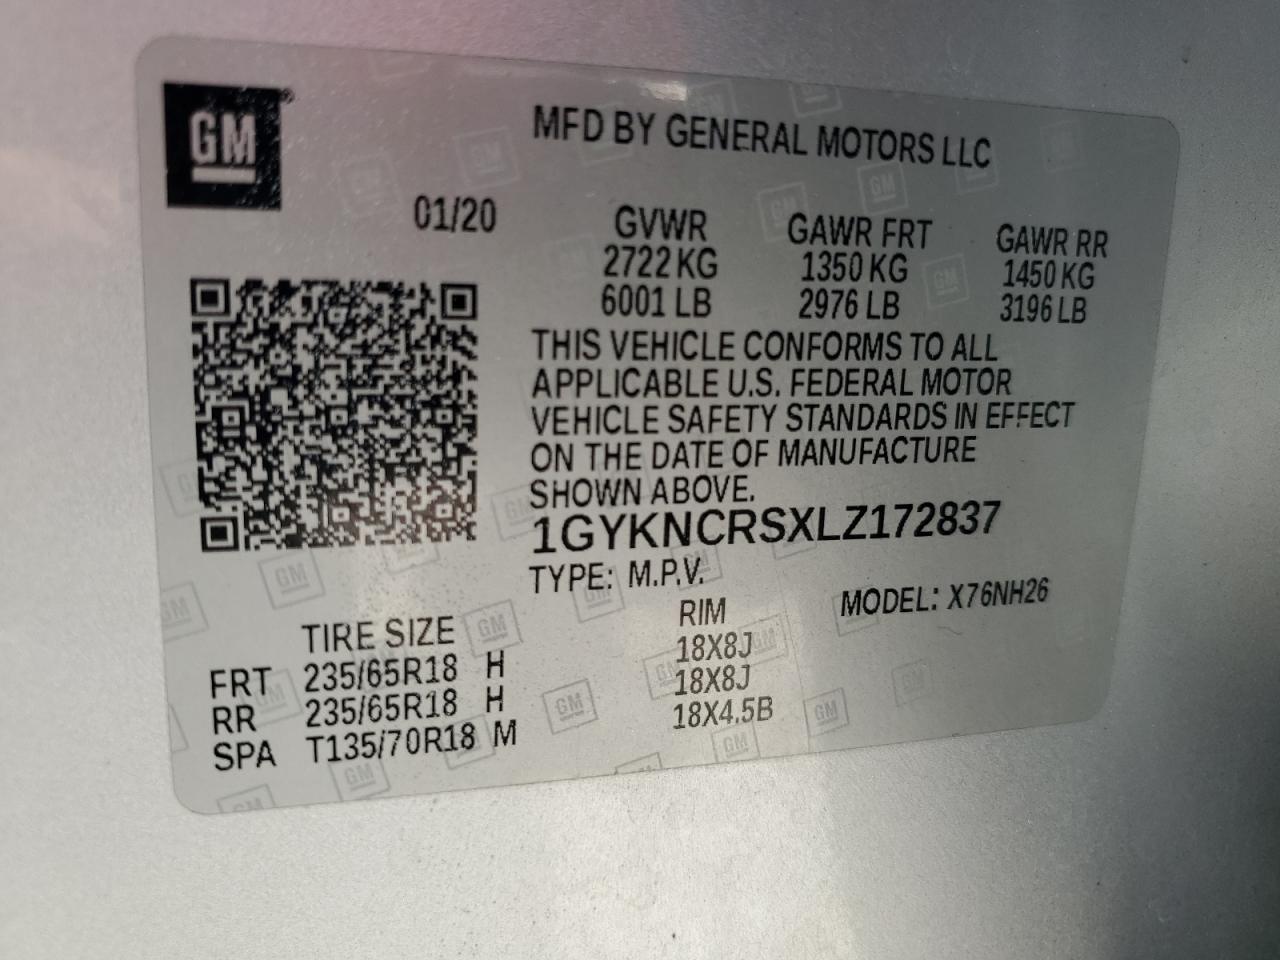 GM
MFD BY GENERAL MOTORS LLC
01/20
GVWR GAWR FRT GAWR RR
2722 KG 1350 KG 1450 KG
6001 LB 2976 LB 3196 LB
THIS VEHICLE CONFORMS TO ALL
APPLICABLE U.S. FEDERAL MOTOR
VEHICLE SAFETY STANDARDS IN EFFECT
ON THE DATE OF MANUFACTURE
SHOWN ABOVE.
1GYKNCRSXLZ172837
TYPE: M.P.V. MODEL: X76NH26
TIRE SIZE RIM
FRT 235/65R18 H 18X8J
RR 235/65R18 H 18X8J
SPA T135/70R18 M 18X4.5B